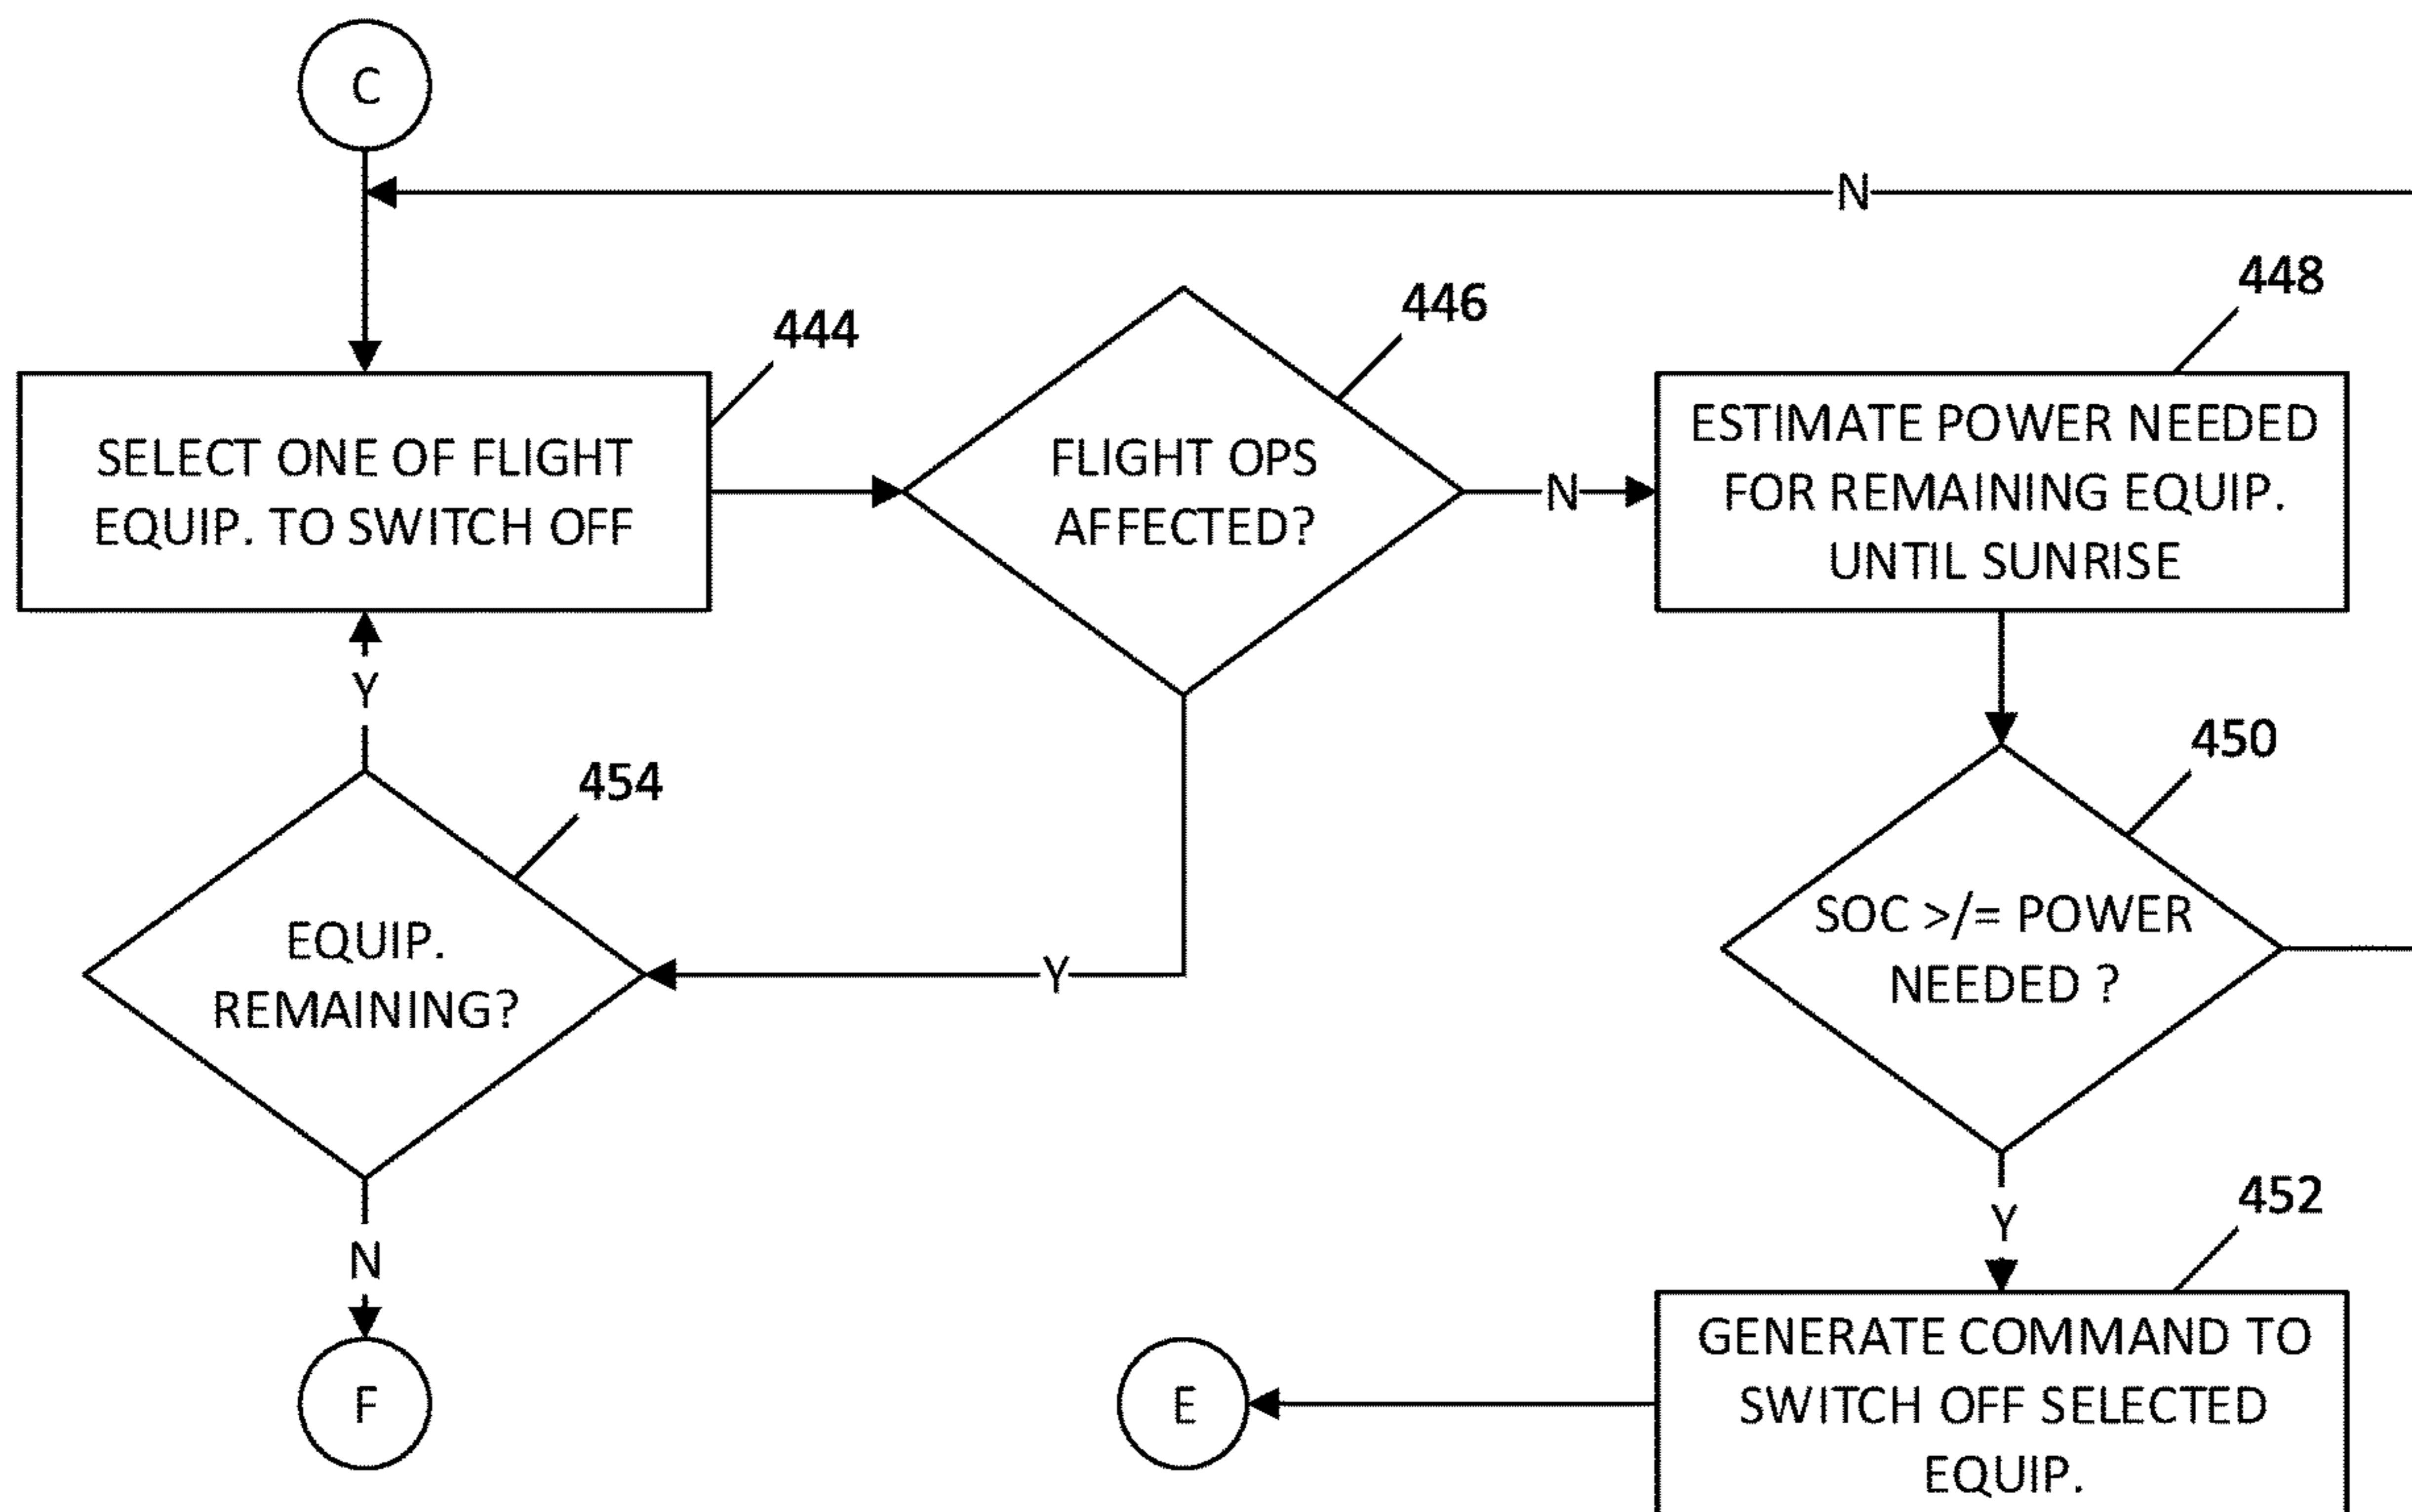 C
N
448
446
444
SELECT ONE OF FLIGHT
EQUIP. TO SWITCH OFF
FLIGHT OPS
AFFECTED?
N
ESTIMATE POWER NEEDED
FOR REMAINING EQUIP.
UNTIL SUNRISE
Y
454
450
EQUIP.
REMAINING?
Y
SOC >/= POWER
NEEDED ?
N
Y
452
F
E
GENERATE COMMAND TO
SWITCH OFF SELECTED
EQUIP.